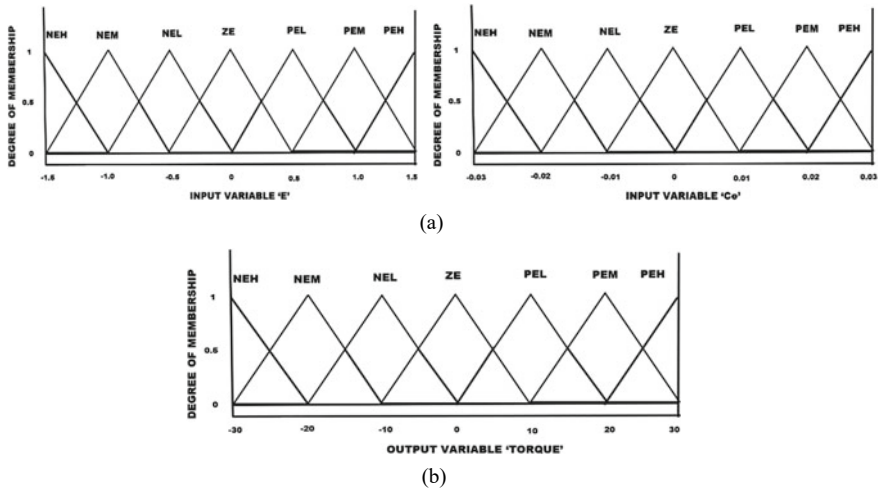 NEH NEM NEL ZE PEL PEM PEH
DEGREE OF MEMBERSHIP
1
0.5
0
-1.5 -1.0 -0.5 0 0.5 1.0 1.5
INPUT VARIABLE ‘E’
NEH NEM NEL ZE PEL PEM PEH
DEGREE OF MEMBERSHIP
1
0.5
0
-0.03 -0.02 -0.01 0 0.01 0.02 0.03
INPUT VARIABLE ‘Ce’
(a)
NEH NEM NEL ZE PEL PEM PEH
DEGREE OF MEMBERSHIP
1
0.5
0
-30 -20 -10 0 10 20 30
OUTPUT VARIABLE ‘TORQUE’
(b)